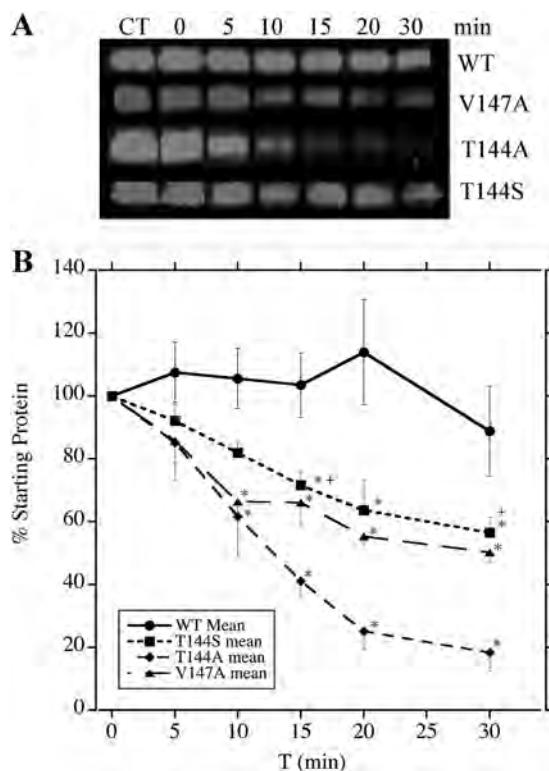 A
CT 0 5 10 15 20 30 min
WT
V147A
T144A
T144S
B
140
120
100
80
60
40
20
0
% Starting Protein
* +
*
+
*
*
*
*
*
*
*
*
*
WT Mean
T144S mean
T144A mean
V147A mean
0 5 10 15 20 25 30
T (min)